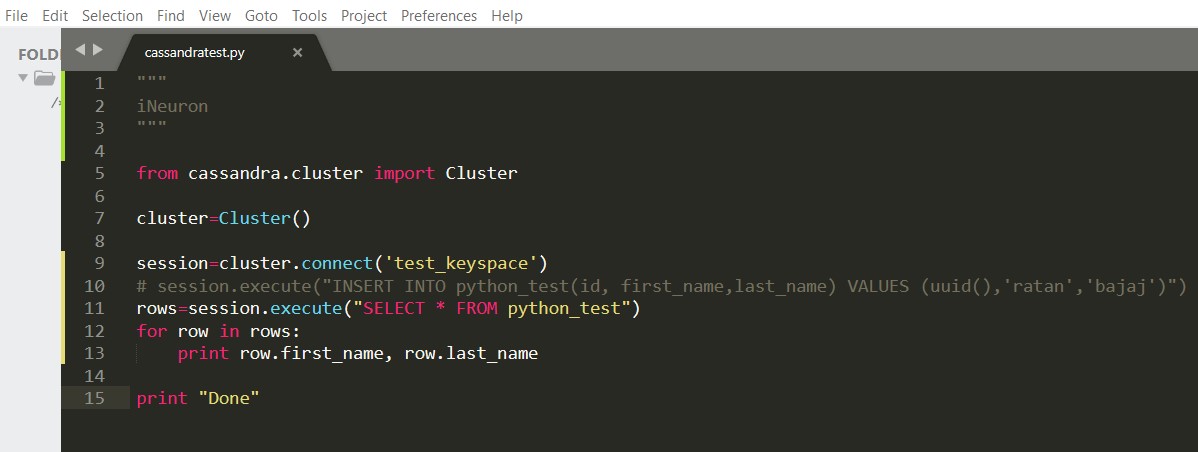 File Edit Selection Find View Goto Tools Project Preferences Help
FOLD
cassandratest.py ×
/*
1 """
2 iNeuron
3 """
4
5 from cassandra.cluster import Cluster
6
7 cluster=Cluster()
8
9 session=cluster.connect('test_keyspace')
10 # session.execute("INSERT INTO python_test(id, first_name,last_name) VALUES (uuid(),'ratan','bajaj')")
11 rows=session.execute("SELECT * FROM python_test")
12 for row in rows:
13     print row.first_name, row.last_name
14
15 print "Done"